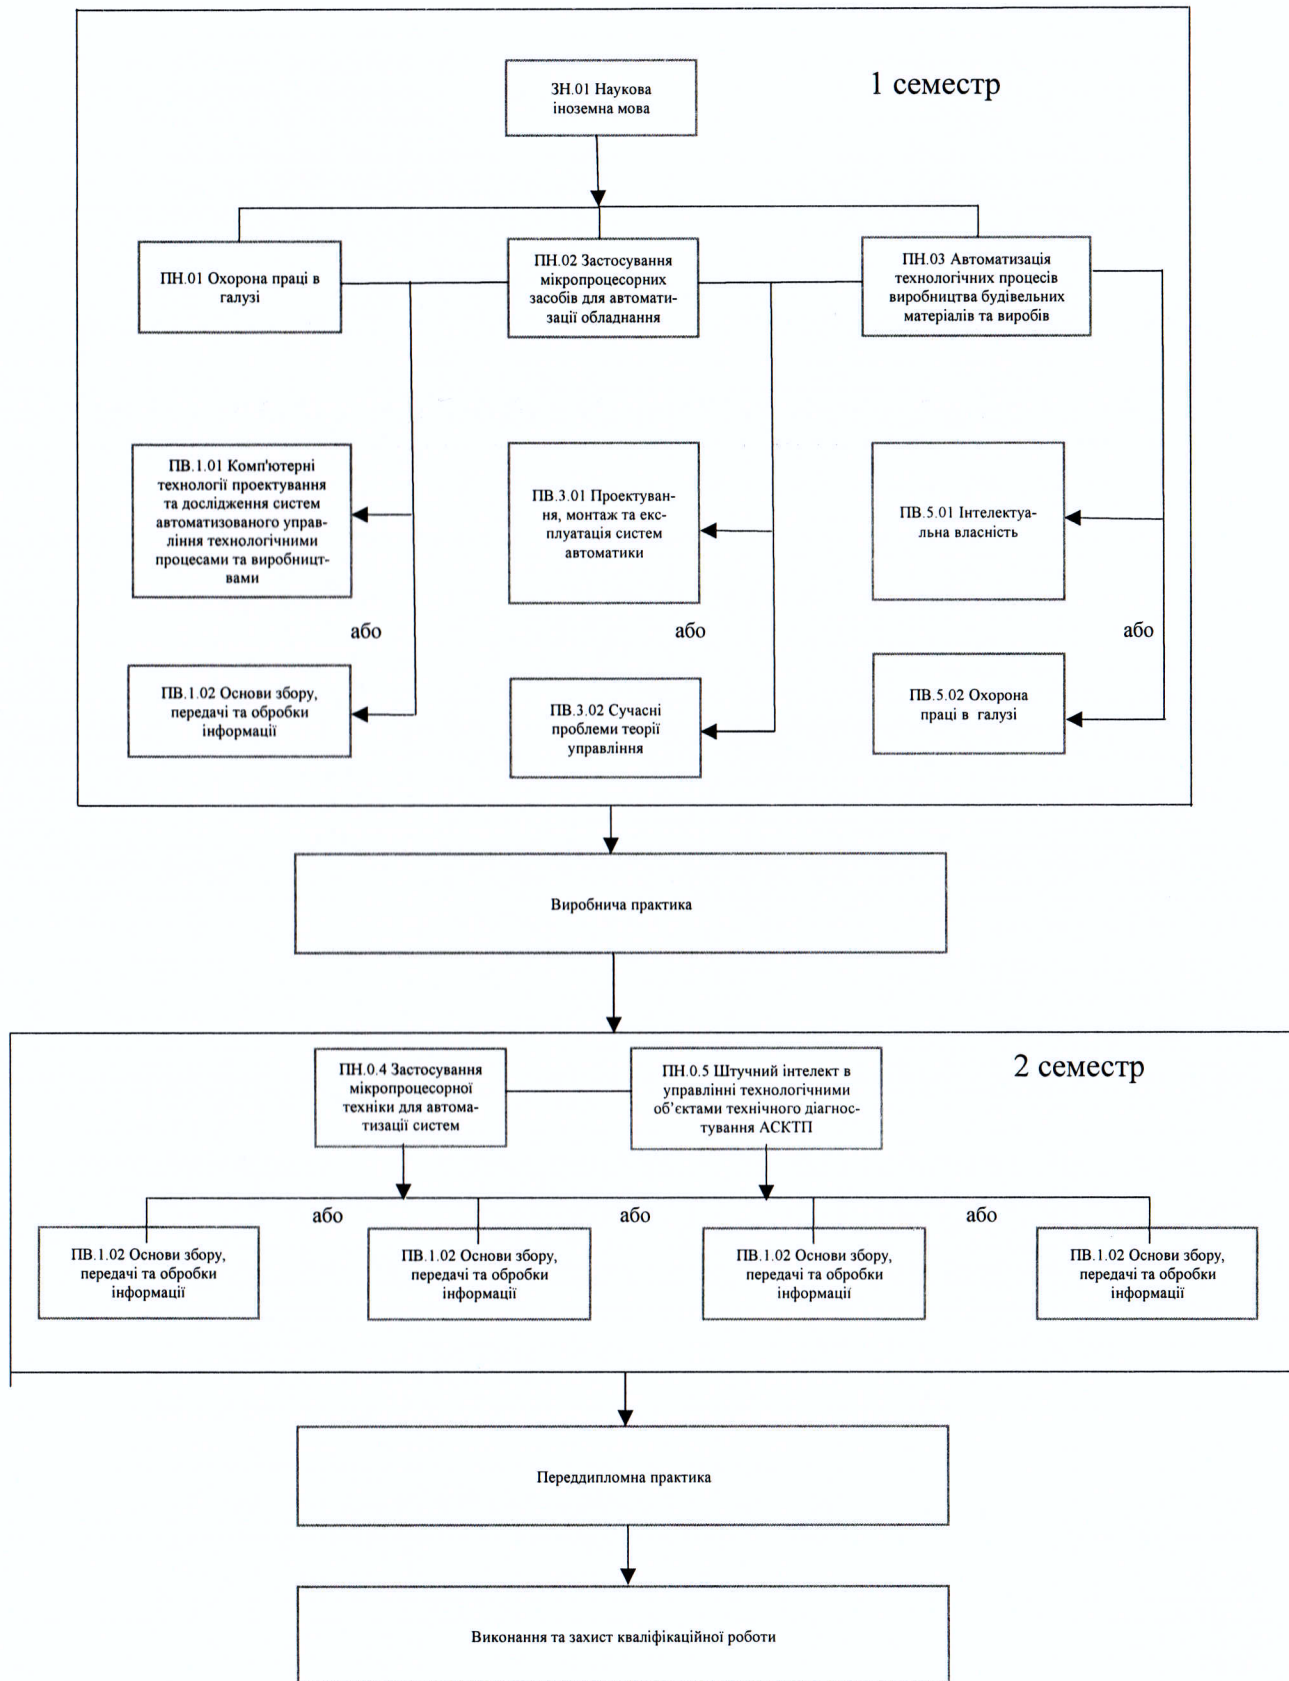 1 семестр
ЗН.01 Наукова
іноземна мова
ПН.01 Охорона праці в
галузі
ПН.02 Застосування
мікропроцесорних
засобів для автомати-
зації обладнання
ПН.03 Автоматизація
технологічних процесів
виробництва будівельних
матеріалів та виробів
ПВ.1.01 Комп'ютерні
технології проектування
та дослідження систем
автоматизованого управ-
ління технологічними
процесами та виробницт-
вами
ПВ.3.01 Проектуван-
ня, монтаж та екс-
плуатація систем
автоматики
ПВ.5.01 Інтелектуа-
льна власність
або
або
або
ПВ.1.02 Основи збору,
передачі та обробки
інформації
ПВ.3.02 Сучасні
проблеми теорії
управління
ПВ.5.02 Охорона
праці в галузі
Виробнича практика
2 семестр
ПН.0.4 Застосування
мікропроцесорної
техніки для автома-
тизації систем
ПН.0.5 Штучний інтелект в
управлінні технологічними
об’єктами технічного діагнос-
тування АСКТП
або
або
або
ПВ.1.02 Основи збору,
передачі та обробки
інформації
ПВ.1.02 Основи збору,
передачі та обробки
інформації
ПВ.1.02 Основи збору,
передачі та обробки
інформації
ПВ.1.02 Основи збору,
передачі та обробки
інформації
Переддипломна практика
Виконання та захист кваліфікаційної роботи